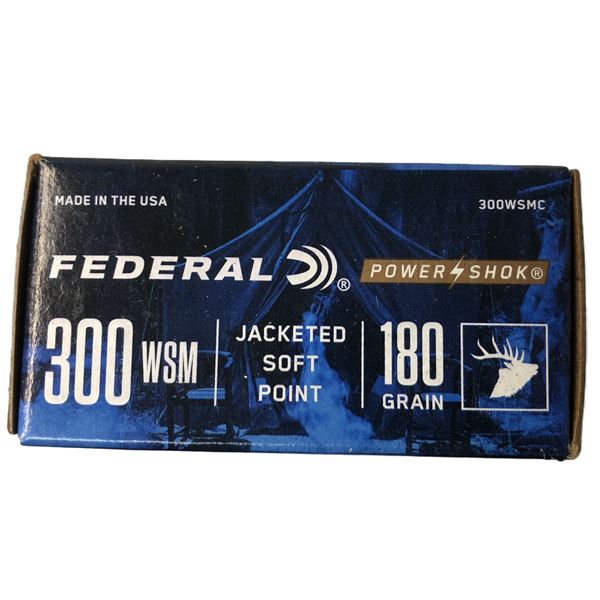 MADE IN THE USA 300WSMC
FEDERAL® POWER SHOK®
300 WSM
JACKETED
SOFT
POINT
180
GRAIN